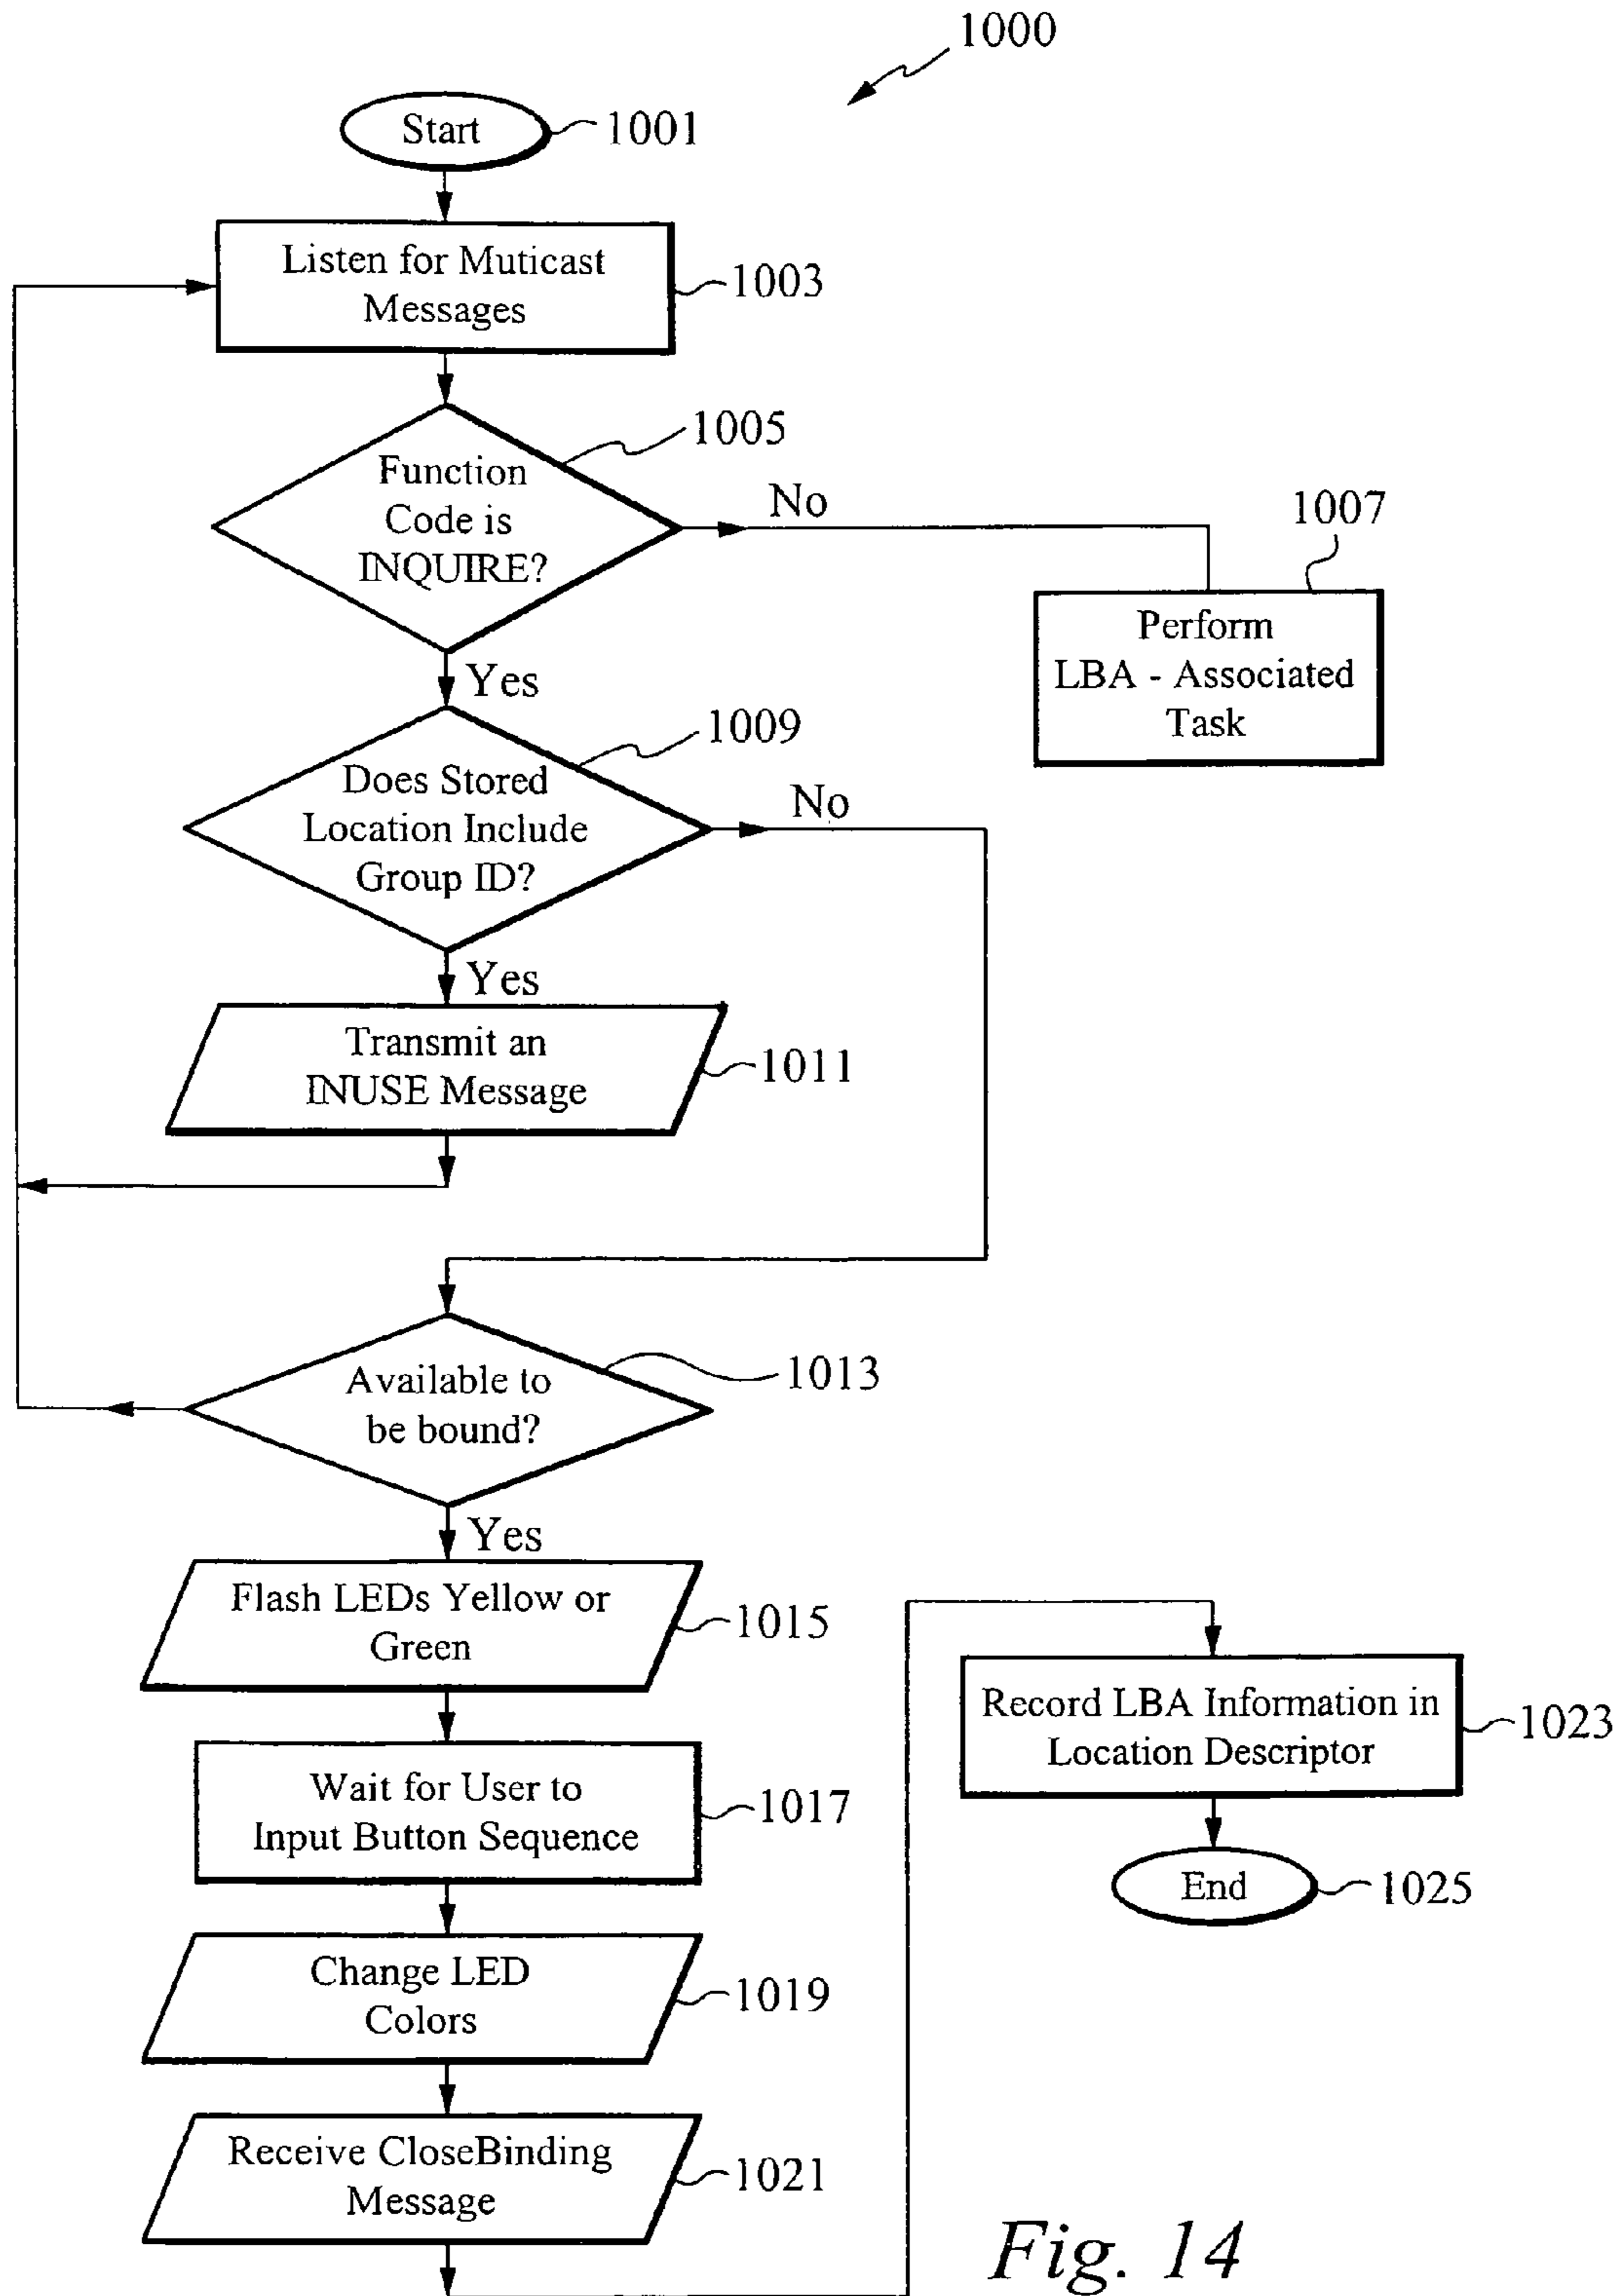 1000
Start
1001
Listen for Muticast
Messages
1003
Function
Code is
INQUIRE?
1005
No
1007
Perform
LBA - Associated
Task
Yes
Does Stored
Location Include
Group ID?
1009
No
Yes
Transmit an
INUSE Message
1011
Available to
be bound?
1013
Yes
Flash LEDs Yellow or
Green
1015
Wait for User to
Input Button Sequence
1017
Change LED
Colors
1019
Receive CloseBinding
Message
1021
Record LBA Information in
Location Descriptor
1023
End
1025
Fig. 14